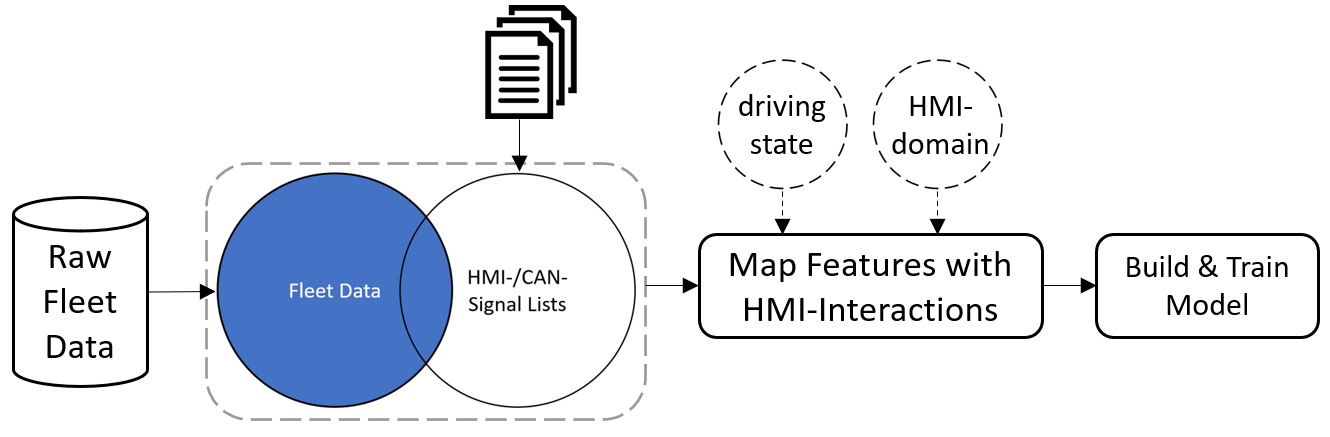 Raw
Fleet
Data
Fleet Data
HMI-/CAN-
Signal Lists
driving
state
HMI-
domain
Map Features with
HMI-Interactions
Build & Train
Model